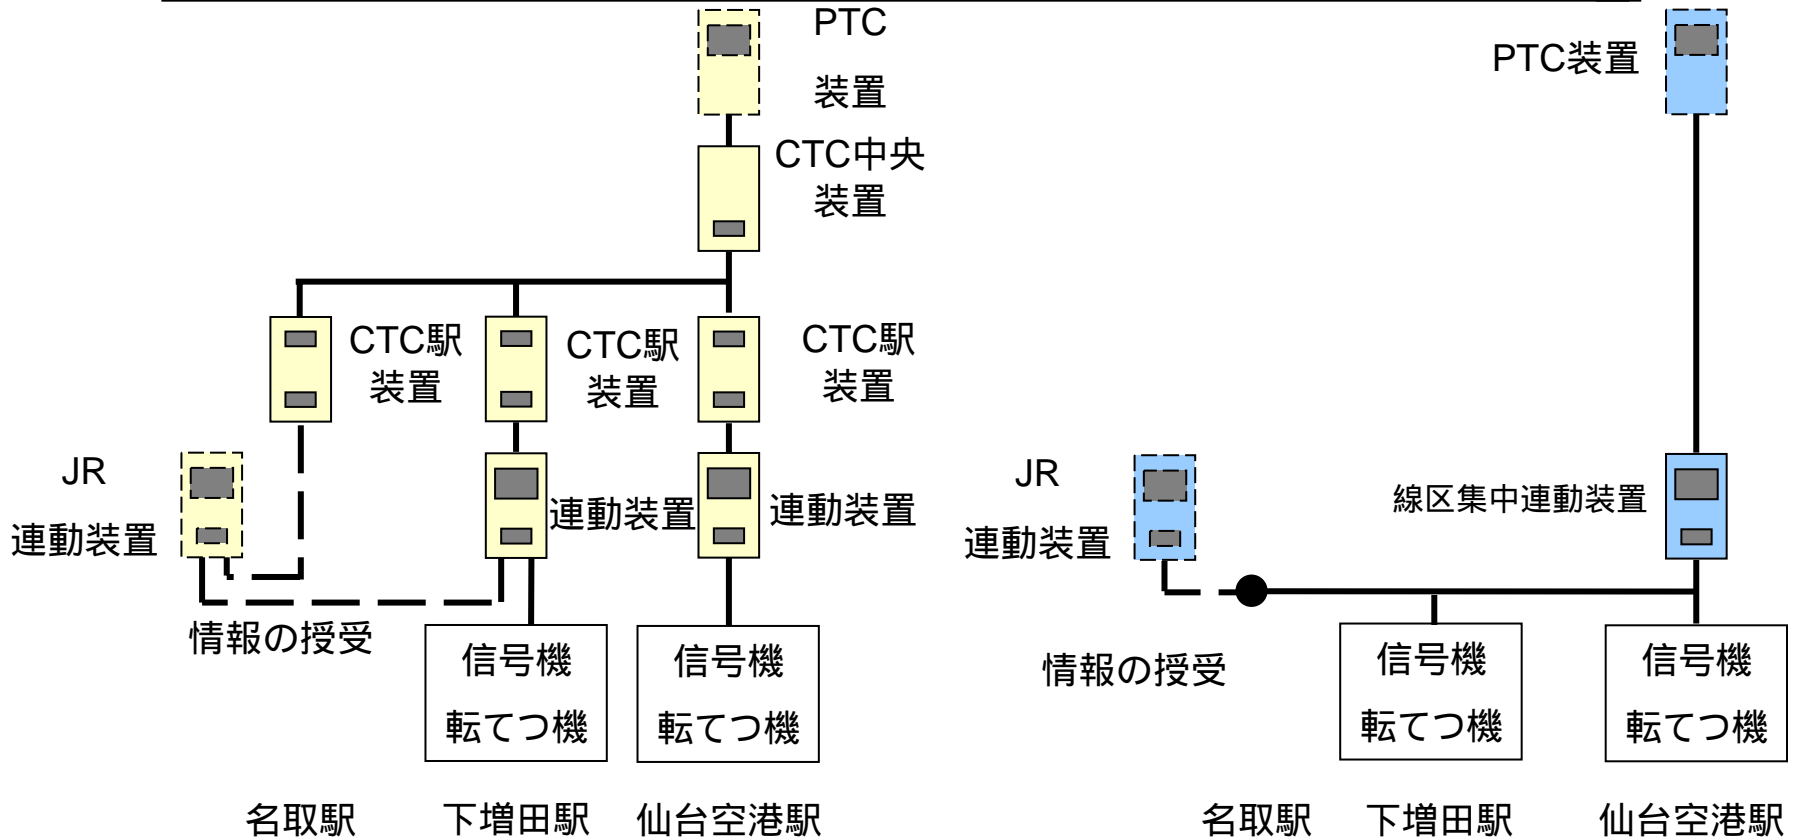 PTC
装置
CTC中央
装置
CTC駅
装置
CTC駅
装置
CTC駅
装置
JR
連動装置
連動装置
連動装置
情報の授受
信号機
転てつ機
信号機
転てつ機
名取駅
下増田駅
仙台空港駅
PTC装置
JR
連動装置
線区集中連動装置
情報の授受
信号機
転てつ機
信号機
転てつ機
名取駅
下増田駅
仙台空港駅